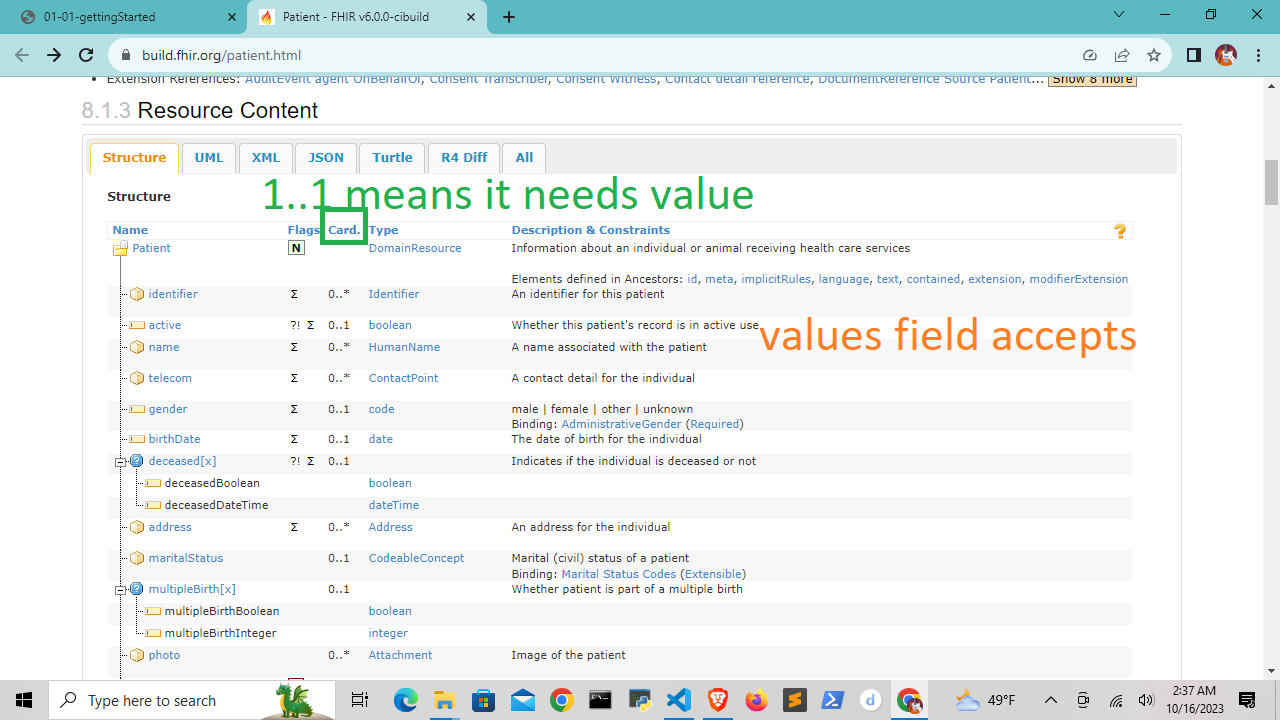 01-01-gettingStarted
Patient - FHIR v6.0.0-cibuild
build.fhir.org/patient.html
Extension References: AuditEvent agent OnBehalfOf, Consent Transcriber, Consent Witness, Contact detail reference, DocumentReference Source Patient... Show 8 more
8.1.3 Resource Content
Structure UML XML JSON Turtle R4 Diff All
1..1 means it needs value
Structure
Name Flags Card. Type Description & Constraints
Patient N DomainResource Information about an individual or animal receiving health care services
Elements defined in Ancestors: id, meta, implicitRules, language, text, contained, extension, modifierExtension
identifier Σ 0..* Identifier An identifier for this patient
active ?! Σ 0..1 boolean Whether this patient's record is in active use
values field accepts
name Σ 0..* HumanName A name associated with the patient
telecom Σ 0..* ContactPoint A contact detail for the individual
gender Σ 0..1 code male | female | other | unknown
Binding: AdministrativeGender (Required)
birthDate Σ 0..1 date The date of birth for the individual
deceased[x] ?! Σ 0..1 Indicates if the individual is deceased or not
deceasedBoolean boolean
deceasedDateTime dateTime
address Σ 0..* Address An address for the individual
maritalStatus 0..1 CodeableConcept Marital (civil) status of a patient
Binding: Marital Status Codes (Extensible)
multipleBirth[x] 0..1 Whether patient is part of a multiple birth
multipleBirthBoolean boolean
multipleBirthInteger integer
photo 0..* Attachment Image of the patient
Type here to search
49°F
2:37 AM
10/16/2023